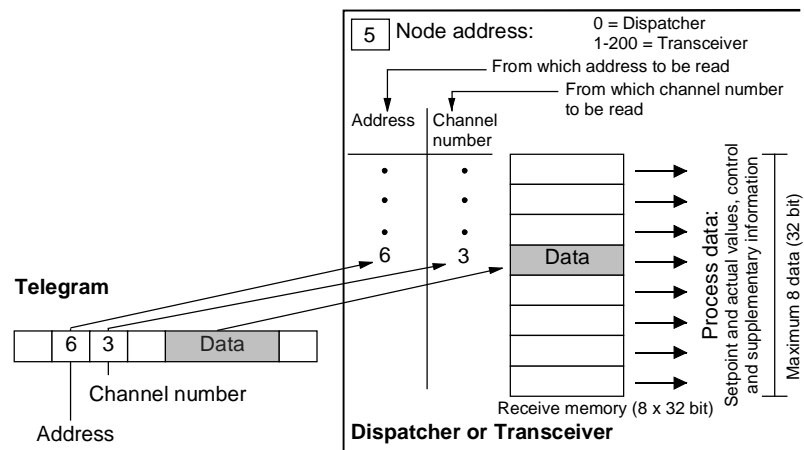 5 Node address:
0 = Dispatcher
1-200 = Transceiver
From which address to be read
From which channel number
to be read
Address
Channel
number
6 3 Data
Process data:
Setpoint and actual values, control
and supplementary information
Maximum 8 data (32 bit)
Receive memory (8 x 32 bit)
Dispatcher or Transceiver
Telegram
6 3 Data
Channel number
Address